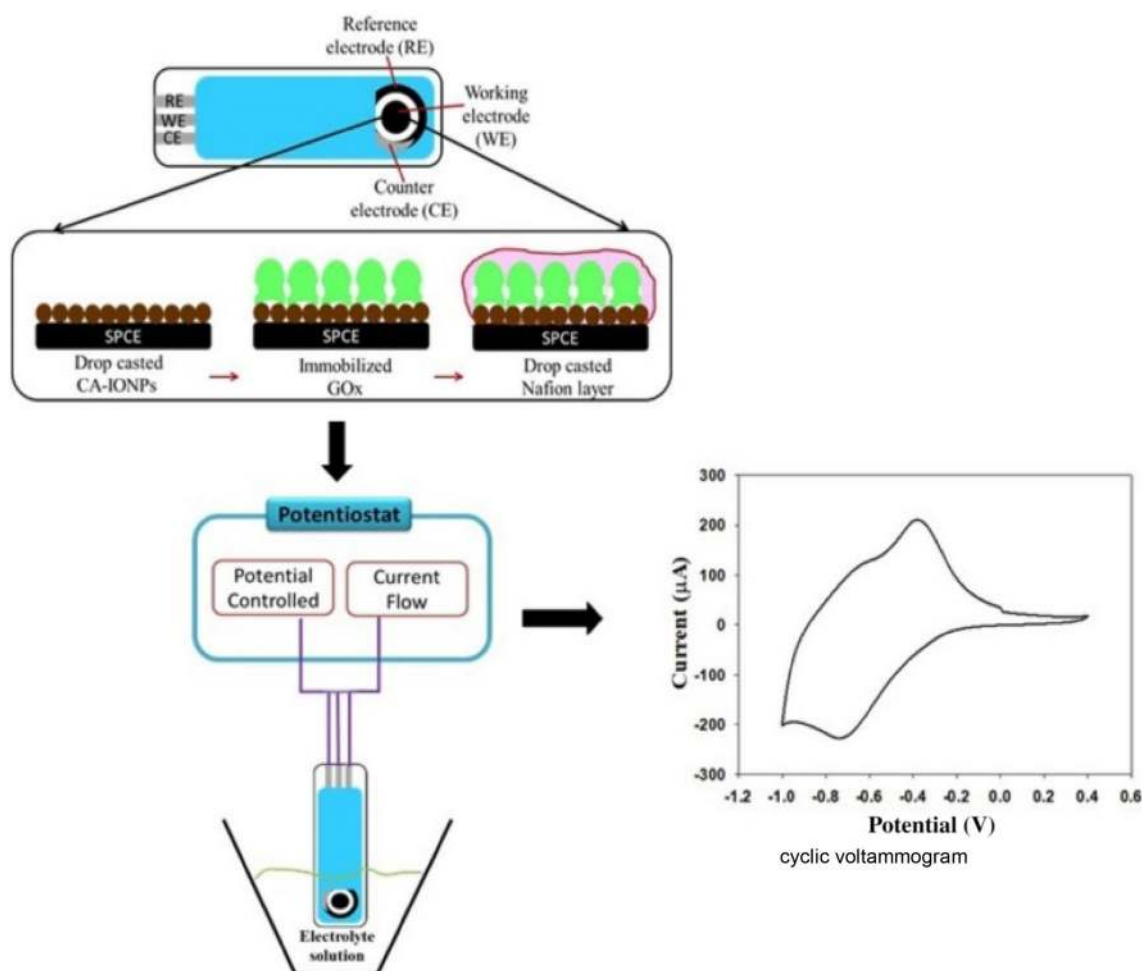 Reference
electrode (RE)
Working
electrode
(WE)
RE
WE
CE
Counter
electrode (CE)
SPCE
SPCE
SPCE
Drop casted
CA-IONPs
Immobilized
GOx
Drop casted
Nafion layer
Potentiostat
Potential
Controlled
Current
Flow
Electrolyte
solution
300
200
100
0
-100
-200
-300
Current (μA)
-1.2 -1.0 -0.8 -0.6 -0.4 -0.2 0.0 0.2 0.4 0.6
Potential (V)
cyclic voltammogram